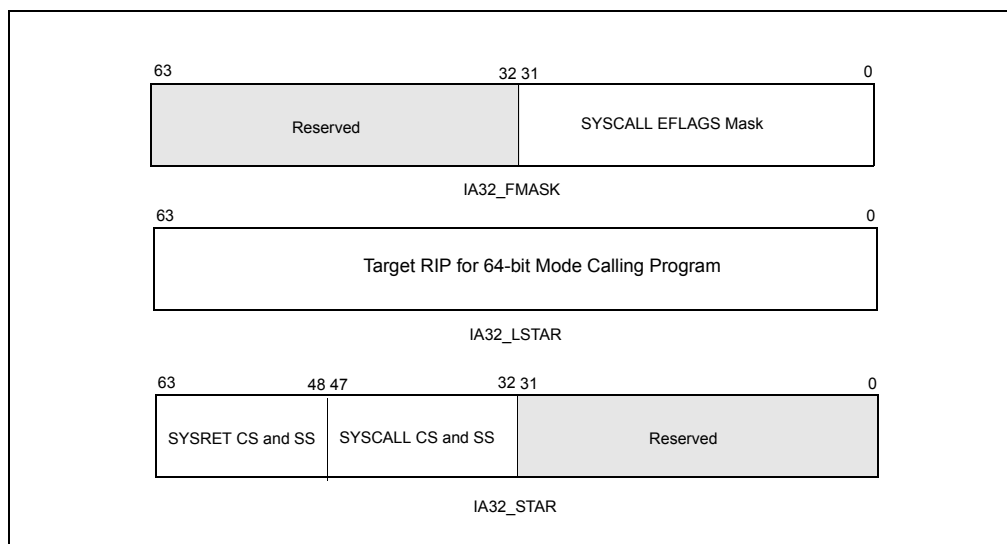 63 32 31 0
Reserved SYSCALL EFLAGS Mask
IA32_FMASK
63 0
Target RIP for 64-bit Mode Calling Program
IA32_LSTAR
63 48 47 32 31 0
SYSRET CS and SS SYSCALL CS and SS Reserved
IA32_STAR